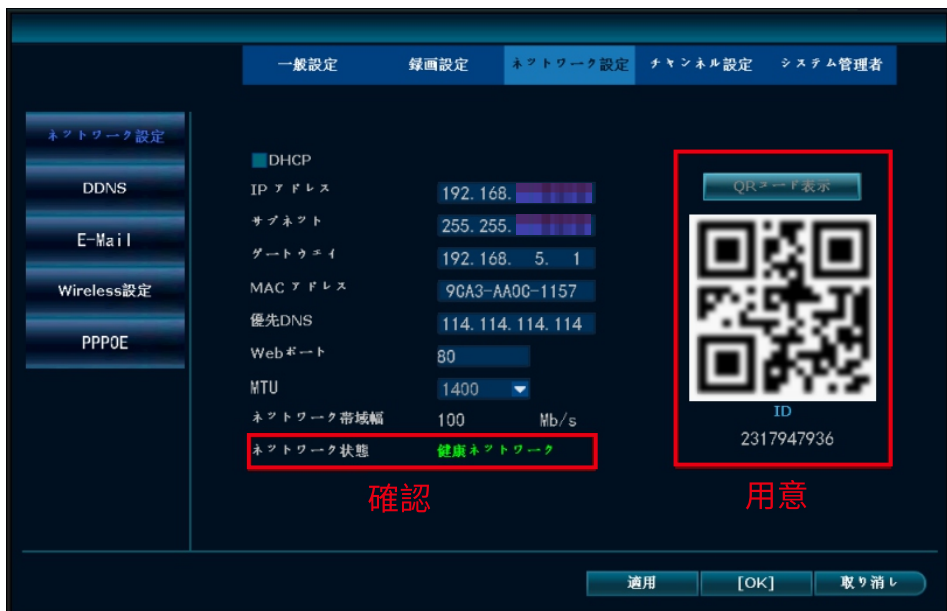 一般設定 録画設定 ネットワーク設定 チャンネル設定 システム管理者
ネットワーク設定
DDNS
E-Mail
Wireless設定
PPPOE
DHCP
IP アドレス 192.168.
サブネット 255.255.
ゲートウェイ 192.168. 5. 1
MAC アドレス 9CA3-AA0C-1157
優先DNS 114.114.114.114
Webポート 80
MTU 1400
ネットワーク帯域幅 100 Mb/s
ネットワーク状態 健康ネットワーク
確認
QRコード表示
ID
2317947936
用意
適用 [OK] 取り消し